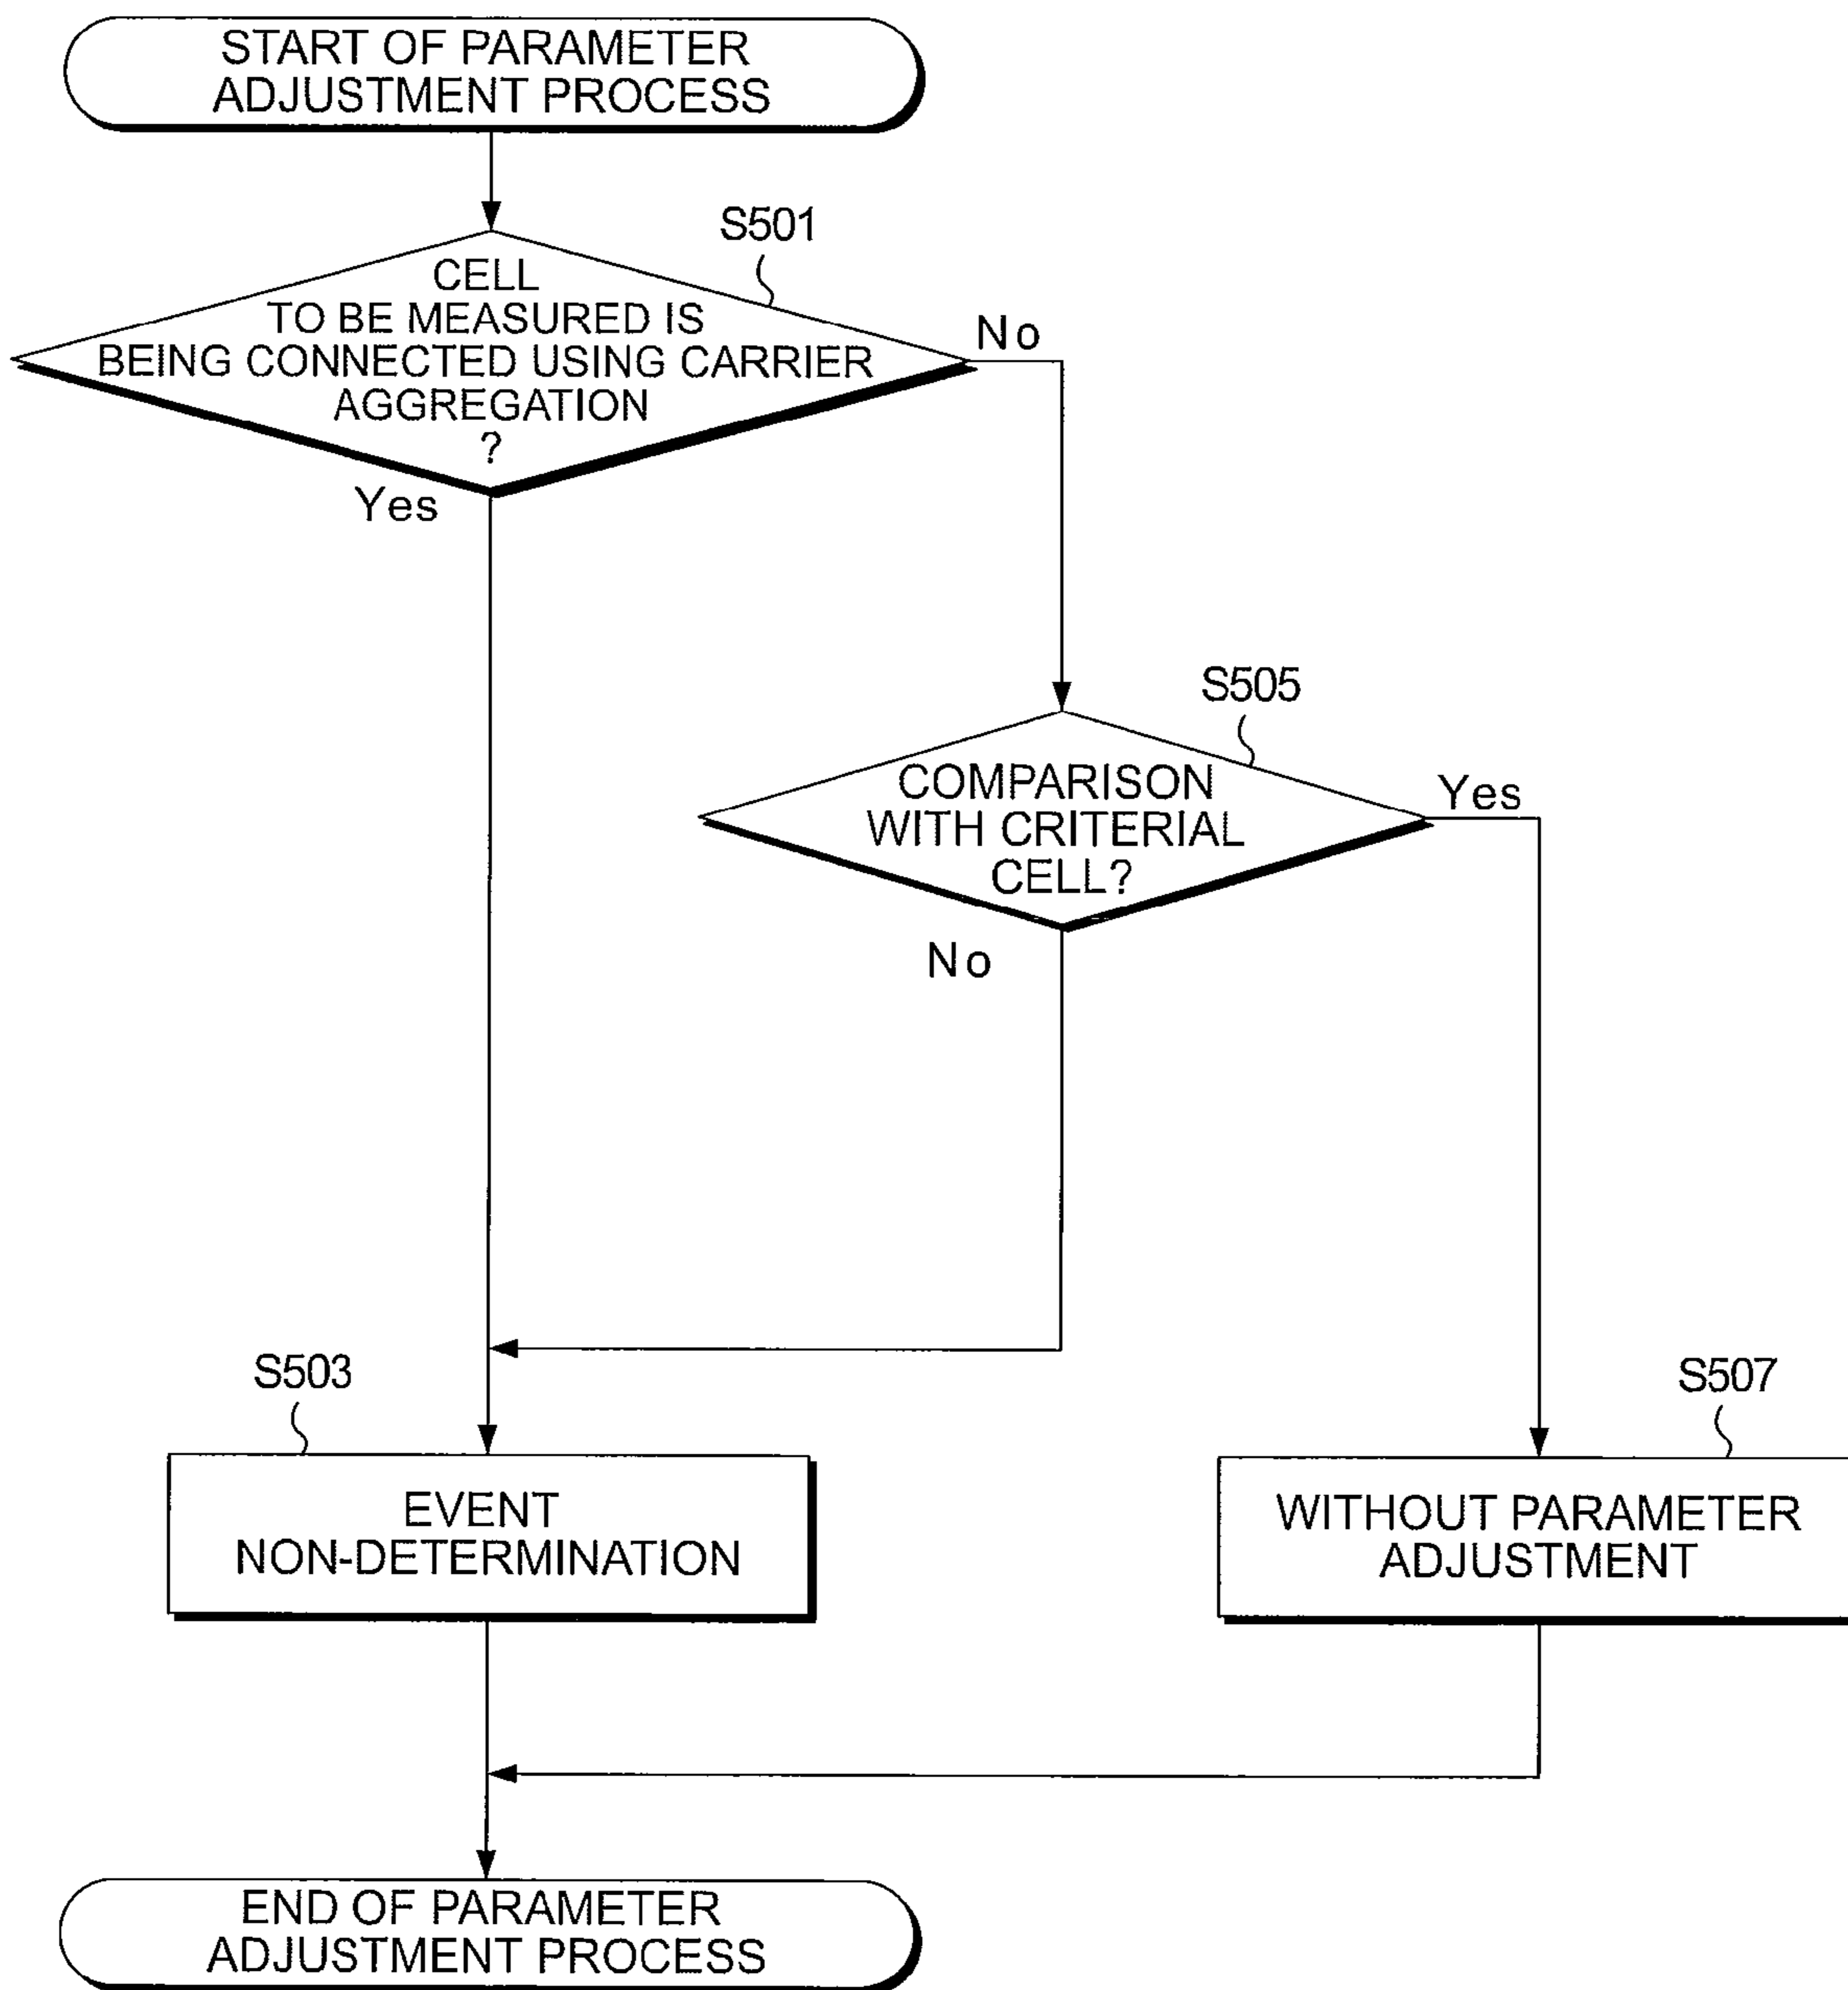 START OF PARAMETER
ADJUSTMENT PROCESS
S501
CELL
TO BE MEASURED IS
BEING CONNECTED USING CARRIER
AGGREGATION
?
No
Yes
S505
COMPARISON
WITH CRITERIAL
CELL?
Yes
No
S503
EVENT
NON-DETERMINATION
S507
WITHOUT PARAMETER
ADJUSTMENT
END OF PARAMETER
ADJUSTMENT PROCESS